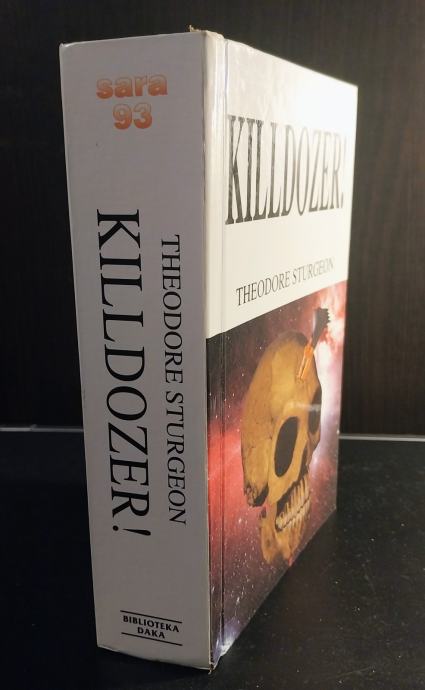 sara
93
THEODORE STURGEON
KILLDOZER!
BIBLIOTEKA
DAKA
KILLDOZER!
THEODORE STURGEON